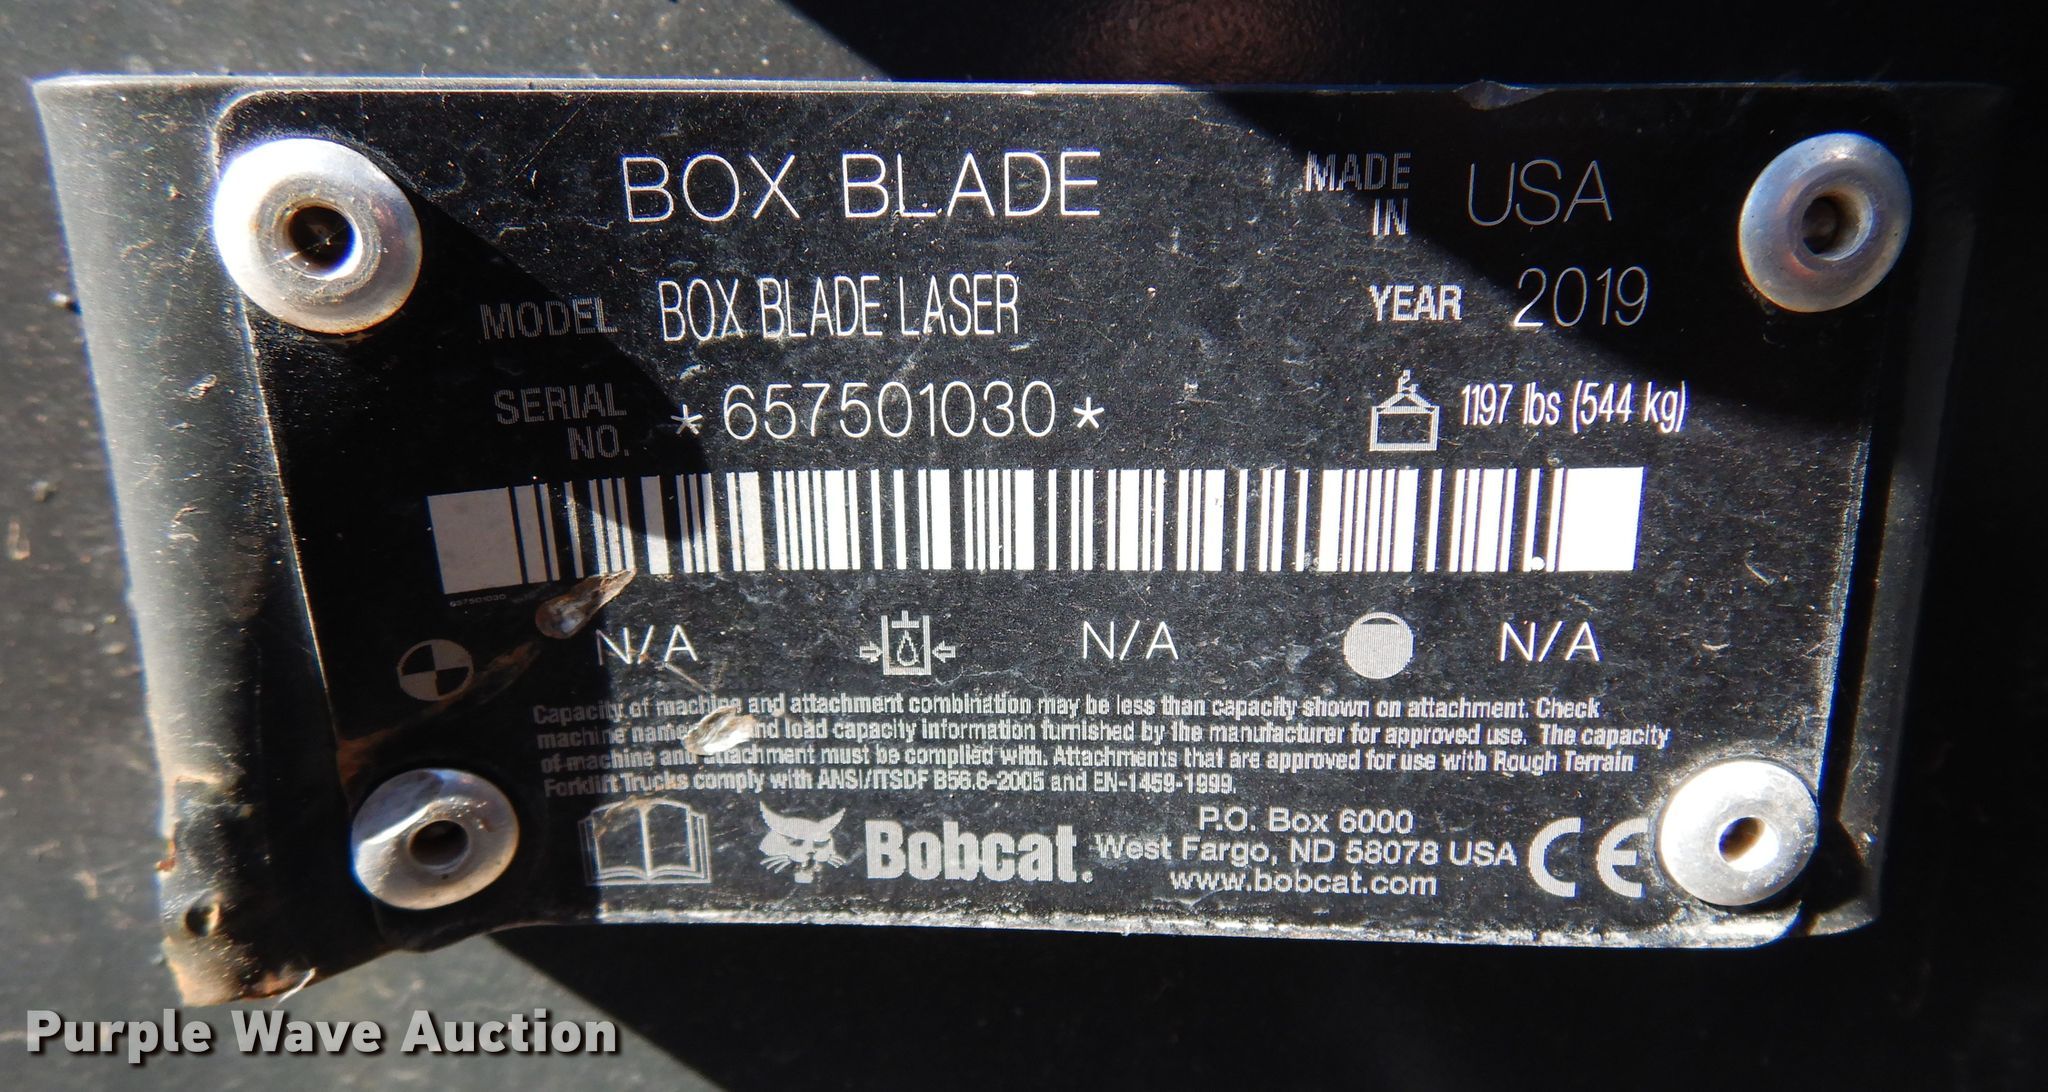 BOX BLADE
MADE IN USA
MODEL BOX BLADE LASER
YEAR 2019
SERIAL NO. *657501030*
1197 lbs (544 kg)
657501030
N/A N/A N/A
Capacity of machine and attachment combination may be less than capacity shown on attachment. Check
machine name and load capacity information furnished by the manufacturer for approved use. The capacity
of machine and attachment must be complied with. Attachments that are approved for use with Rough Terrain
Forklift Trucks comply with ANSI/ITSDF B56.6-2005 and EN-1459-1999.
Bobcat.
P.O. Box 6000
West Fargo, ND 58078 USA
www.bobcat.com
CE
Purple Wave Auction